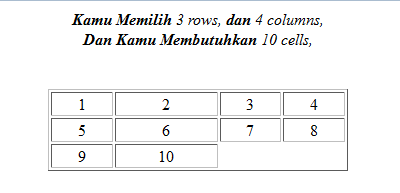 Kamu Memilih 3 rows, dan 4 columns,
Dan Kamu Membutuhkan 10 cells,
1 2 3 4
5 6 7 8
9 10